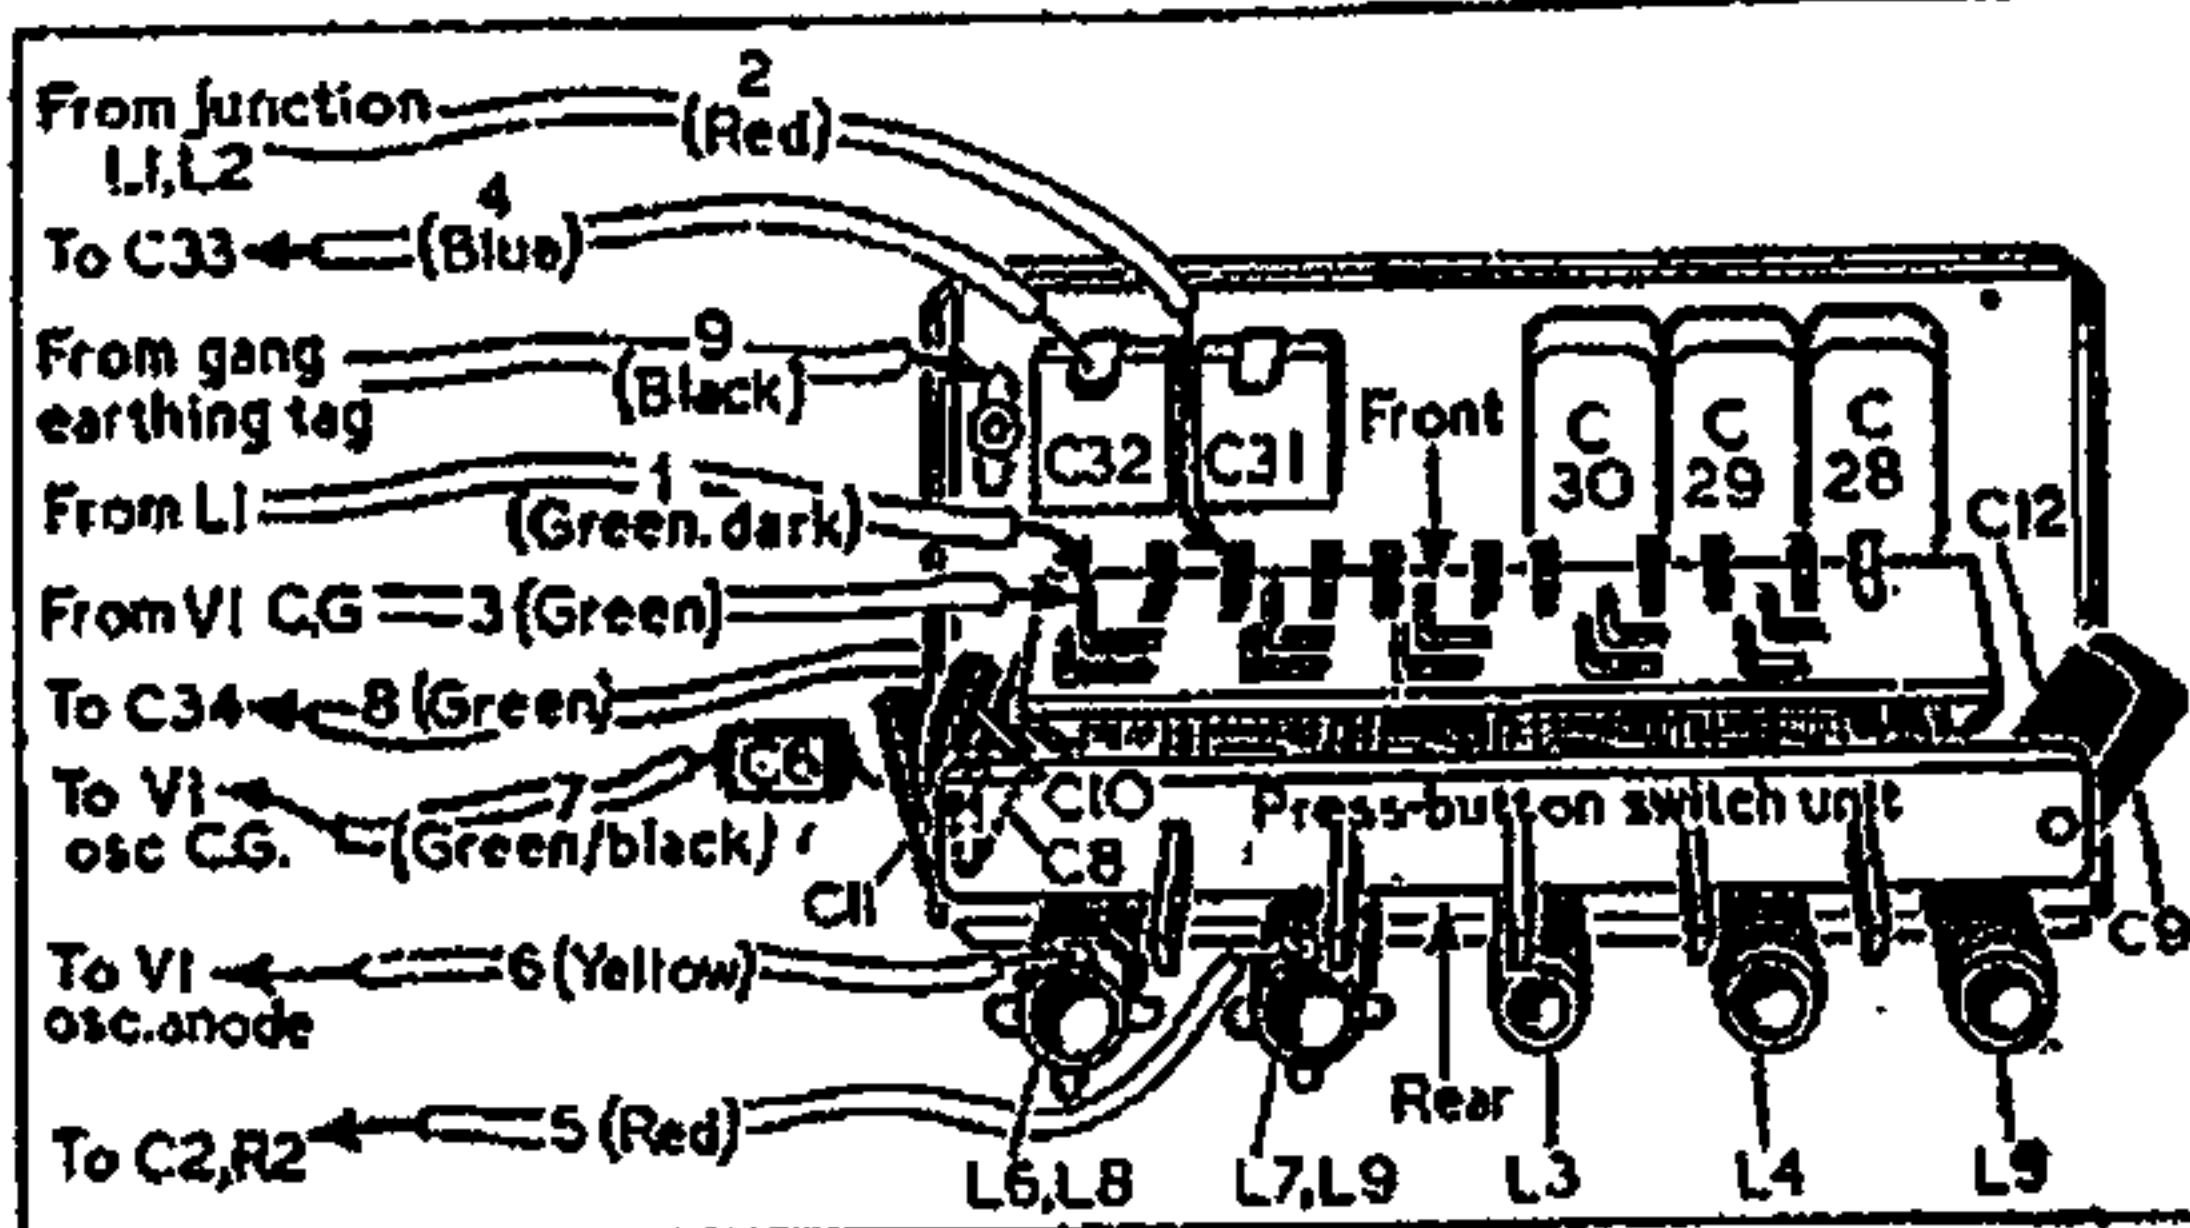 2
From junction (Red)
L1,L2
4
To C33 (Blue)
9
From gang (Black)
earthing tag
C32 C31 Front C 30 C 29 C 28
C12
From L1 1
(Green.dark)
From V1 C.G 3 (Green)
To C34 8 (Green)
C6
To V1 7
osc C.G. (Green/black)
C10
Press-button switch unit
C8
C11
C9
To V1 6 (Yellow)
osc.anode
Rear
To C2,R2 5 (Red)
L6,L8 L7,L9 L3 L4 L5